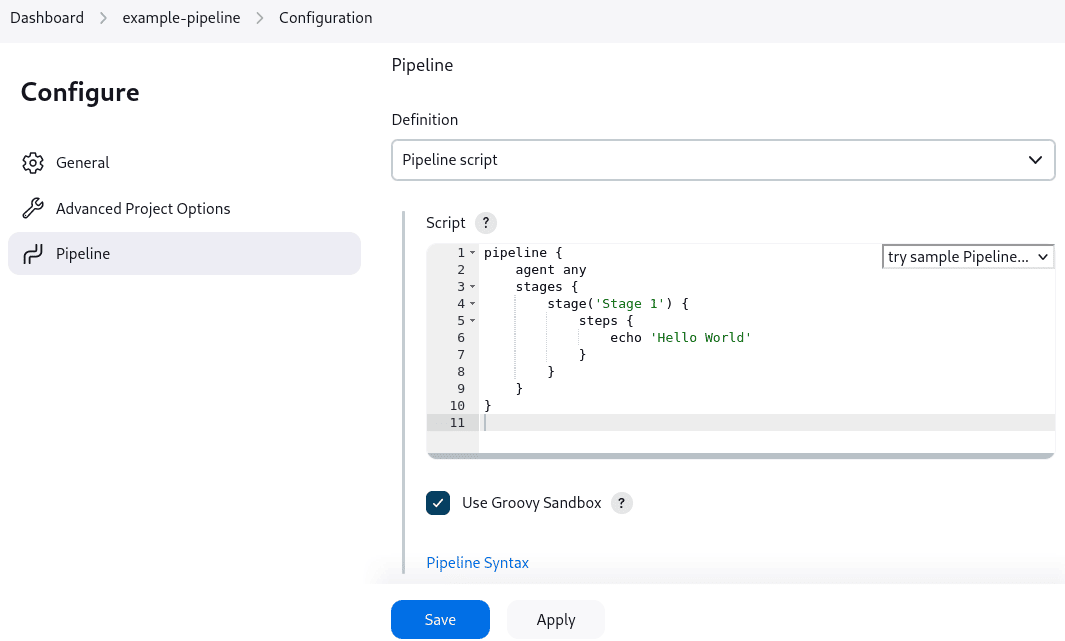 Dashboard > example-pipeline > Configuration
Configure
General
Advanced Project Options
Pipeline
Pipeline
Definition
Pipeline script
Script ?
try sample Pipeline...
1 pipeline {
2     agent any
3     stages {
4         stage('Stage 1') {
5             steps {
6                 echo 'Hello World'
7             }
8         }
9     }
10 }
11
Use Groovy Sandbox ?
Pipeline Syntax
Save Apply